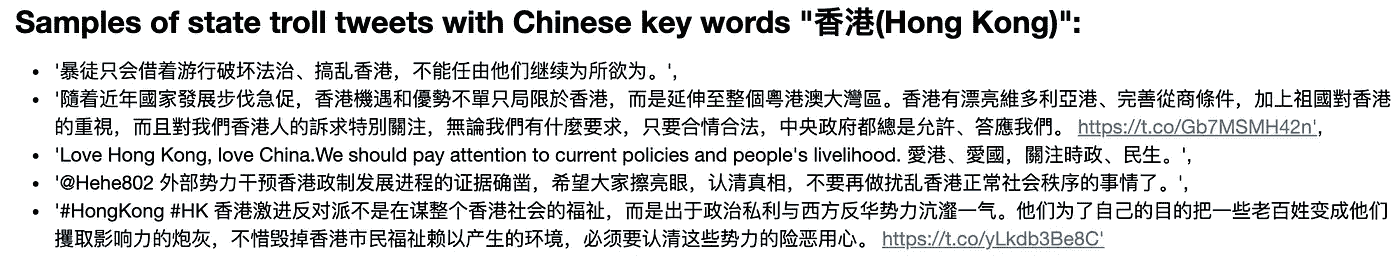 Samples of state troll tweets with Chinese key words "香港(Hong Kong)":
• '暴徒只会借着游行破坏法治、搞乱香港，不能任由他们继续为所欲为。',
• '隨着近年國家發展步伐急促，香港機遇和優勢不單只局限於香港，而是延伸至整個粵港澳大灣區。香港有漂亮維多利亞港、完善從商條件，加上祖國對香港
的重視，而且對我們香港人的訴求特別關注，無論我們有什麼要求，只要合情合法，中央政府都總是允許、答應我們。 https://t.co/Gb7MSMH42n',
• 'Love Hong Kong, love China.We should pay attention to current policies and people's livelihood. 愛港、愛國，關注時政、民生。',
• '@Hehe802 外部势力干预香港政制发展进程的证据确凿，希望大家擦亮眼，认清真相，不要再做扰乱香港正常社会秩序的事情了。',
• '#HongKong #HK 香港激进反对派不是在谋整个香港社会的福祉，而是出于政治私利与西方反华势力沆瀣一气。他们为了自己的目的把一些老百姓变成他们
攫取影响力的炮灰，不惜毁掉香港市民福祉赖以产生的环境，必须要认清这些势力的险恶用心。 https://t.co/yLkdb3Be8C'